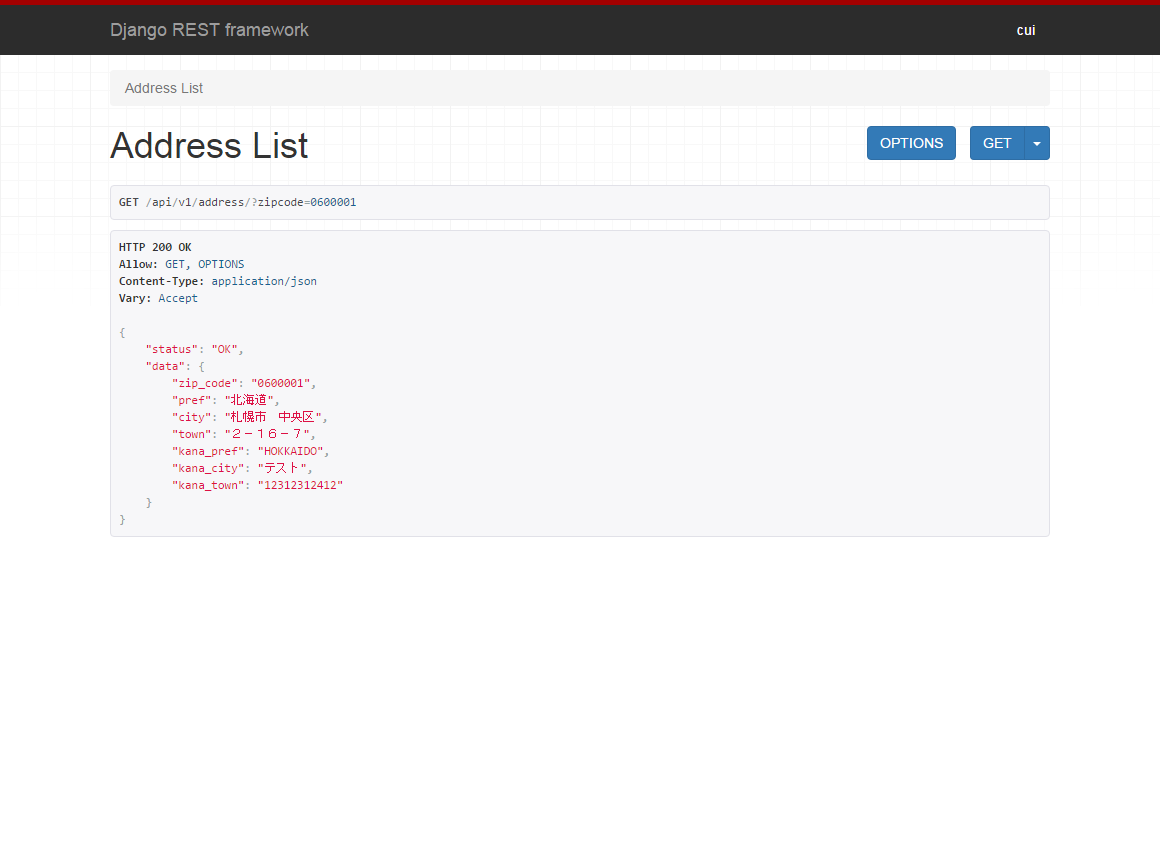 Django REST framework
cui
Address List
Address List
OPTIONS
GET
GET /api/v1/address/?zipcode=0600001
HTTP 200 OK
Allow: GET, OPTIONS
Content-Type: application/json
Vary: Accept
{
    "status": "OK",
    "data": {
        "zip_code": "0600001",
        "pref": "北海道",
        "city": "札幌市　中央区",
        "town": "２－１６－７",
        "kana_pref": "HOKKAIDO",
        "kana_city": "テスト",
        "kana_town": "12312312412"
    }
}